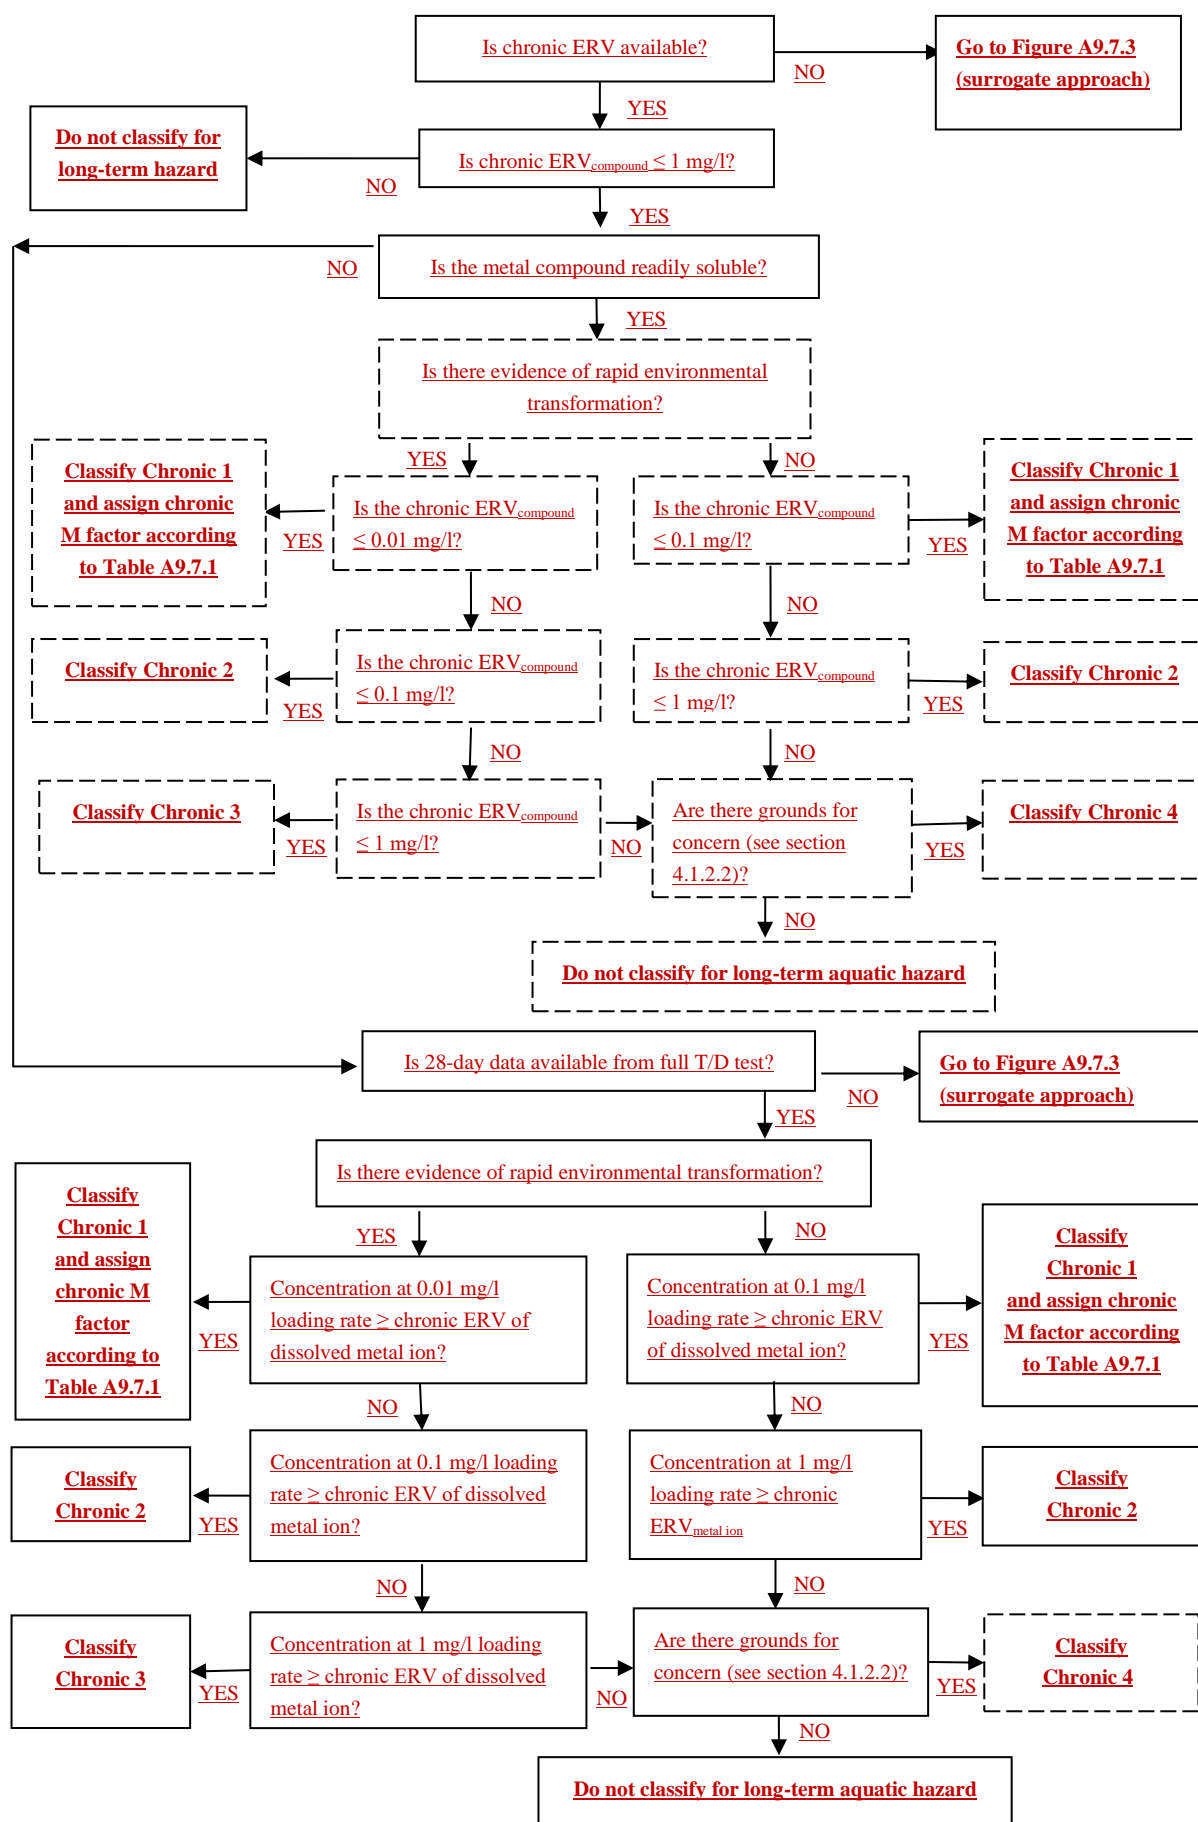 Is chronic ERV available?
NO
Go to Figure A9.7.3
(surrogate approach)
YES
Do not classify for
long-term hazard
Is chronic ERVcompound ≤ 1 mg/l?
NO
YES
Is the metal compound readily soluble?
NO
YES
Is there evidence of rapid environmental
transformation?
YES
NO
Classify Chronic 1
and assign chronic
M factor according
to Table A9.7.1
YES
Is the chronic ERVcompound
≤ 0.01 mg/l?
Is the chronic ERVcompound
≤ 0.1 mg/l?
YES
Classify Chronic 1
and assign chronic
M factor according
to Table A9.7.1
NO
NO
Classify Chronic 2
YES
Is the chronic ERVcompound
≤ 0.1 mg/l?
Is the chronic ERVcompound
≤ 1 mg/l?
YES
Classify Chronic 2
NO
NO
Classify Chronic 3
YES
Is the chronic ERVcompound
≤ 1 mg/l?
NO
Are there grounds for
concern (see section
4.1.2.2)?
YES
Classify Chronic 4
NO
Do not classify for long-term aquatic hazard
Is 28-day data available from full T/D test?
NO
Go to Figure A9.7.3
(surrogate approach)
YES
Is there evidence of rapid environmental transformation?
YES
NO
Classify
Chronic 1
and assign
chronic M
factor
according to
Table A9.7.1
YES
Concentration at 0.01 mg/l
loading rate ≥ chronic ERV of
dissolved metal ion?
Concentration at 0.1 mg/l
loading rate ≥ chronic ERV
of dissolved metal ion?
YES
Classify
Chronic 1
and assign chronic
M factor according
to Table A9.7.1
NO
NO
Classify
Chronic 2
YES
Concentration at 0.1 mg/l loading
rate ≥ chronic ERV of dissolved
metal ion?
Concentration at 1 mg/l
loading rate ≥ chronic
ERVmetal ion
YES
Classify
Chronic 2
NO
NO
Classify
Chronic 3
YES
Concentration at 1 mg/l loading
rate ≥ chronic ERV of dissolved
metal ion?
NO
Are there grounds for
concern (see section 4.1.2.2)?
YES
Classify
Chronic 4
NO
Do not classify for long-term aquatic hazard